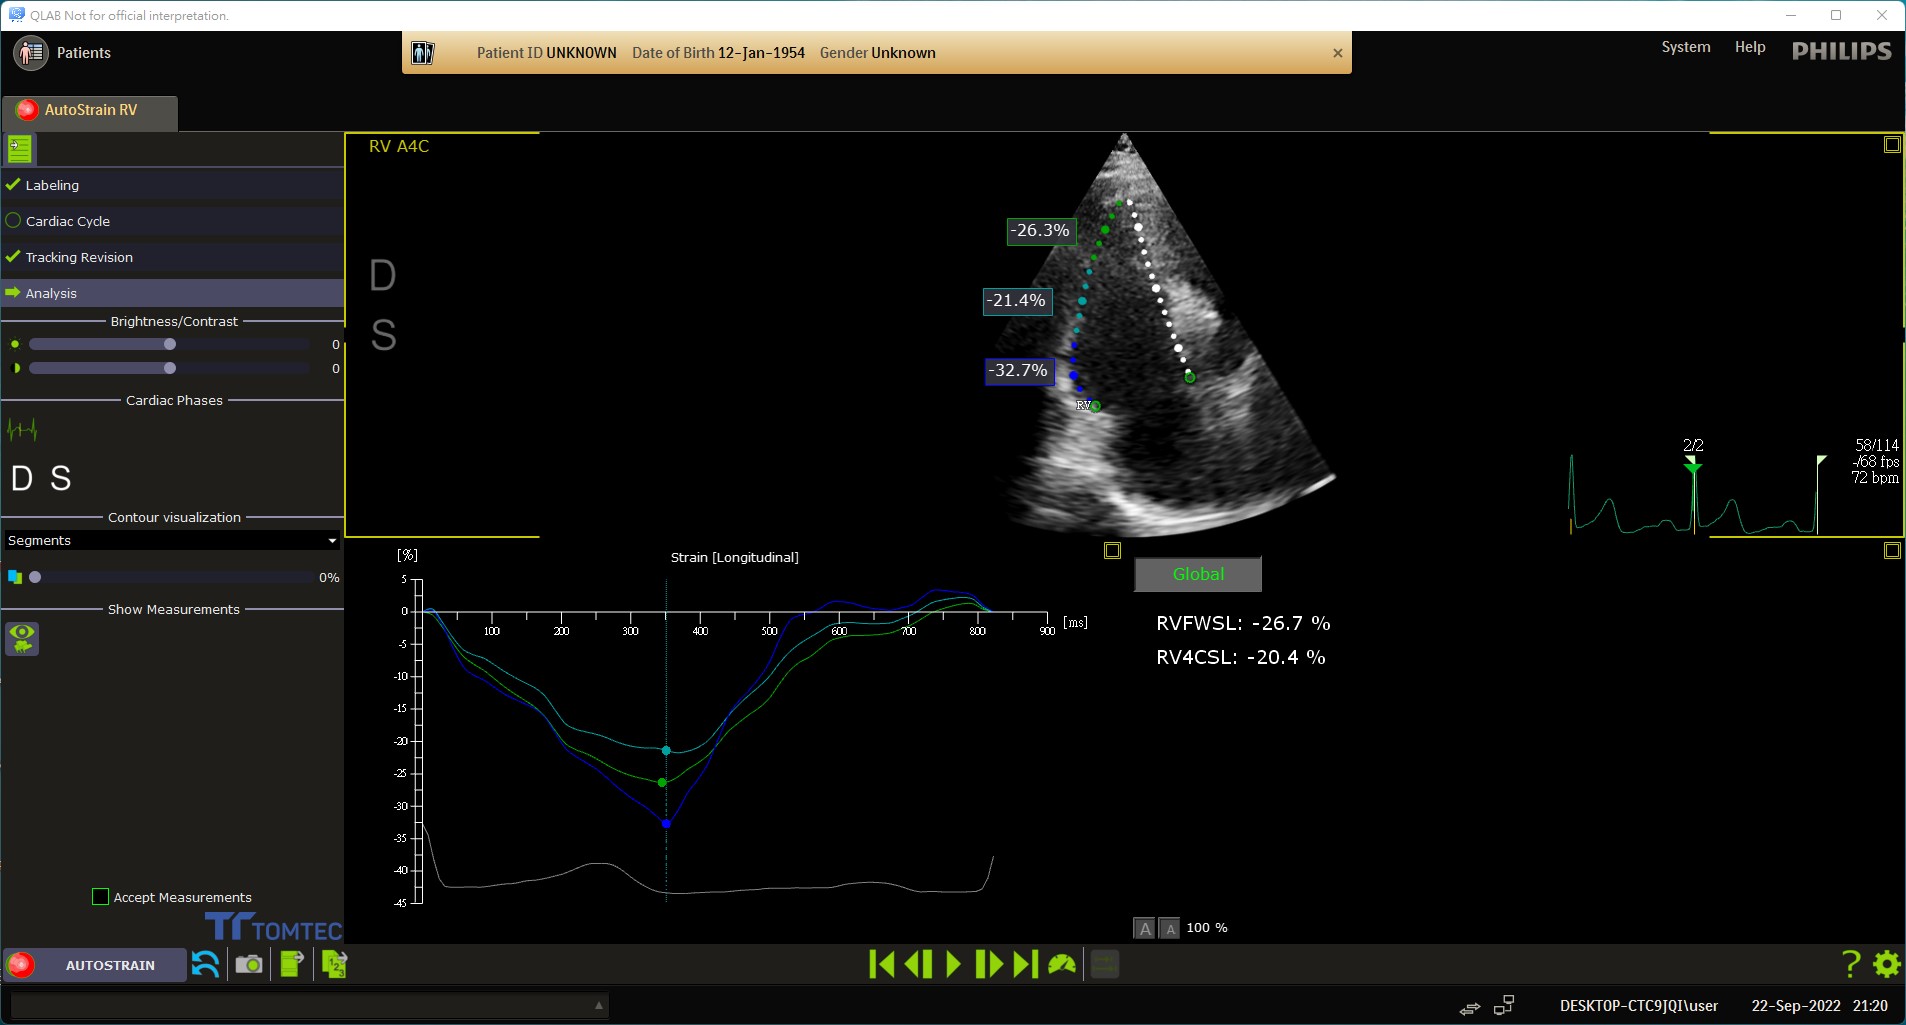 QLAB Not for official interpretation.
Patients
Patient ID UNKNOWN Date of Birth 12-Jan-1954 Gender Unknown ×
System Help PHILIPS
AutoStrain RV
Labeling
Cardiac Cycle
Tracking Revision
Analysis
Brightness/Contrast
0
0
Cardiac Phases
D S
Contour visualization
Segments
0%
Show Measurements
Accept Measurements
TOMTEC
RV A4C
D
S
-26.3%
-21.4%
-32.7%
RV
2/2
58/114
-/68 fps
72 bpm
[%]
Strain [Longitudinal]
5
0
-5
-10
-15
-20
-25
-30
-35
-40
-45
100 200 300 400 500 600 700 800 900 [ms]
Global
RVFWSL: -26.7 %
RV4CSL: -20.4 %
A A 100 %
AUTOSTRAIN
1 2 3
?
DESKTOP-CTC9JQI\user 22-Sep-2022 21:20